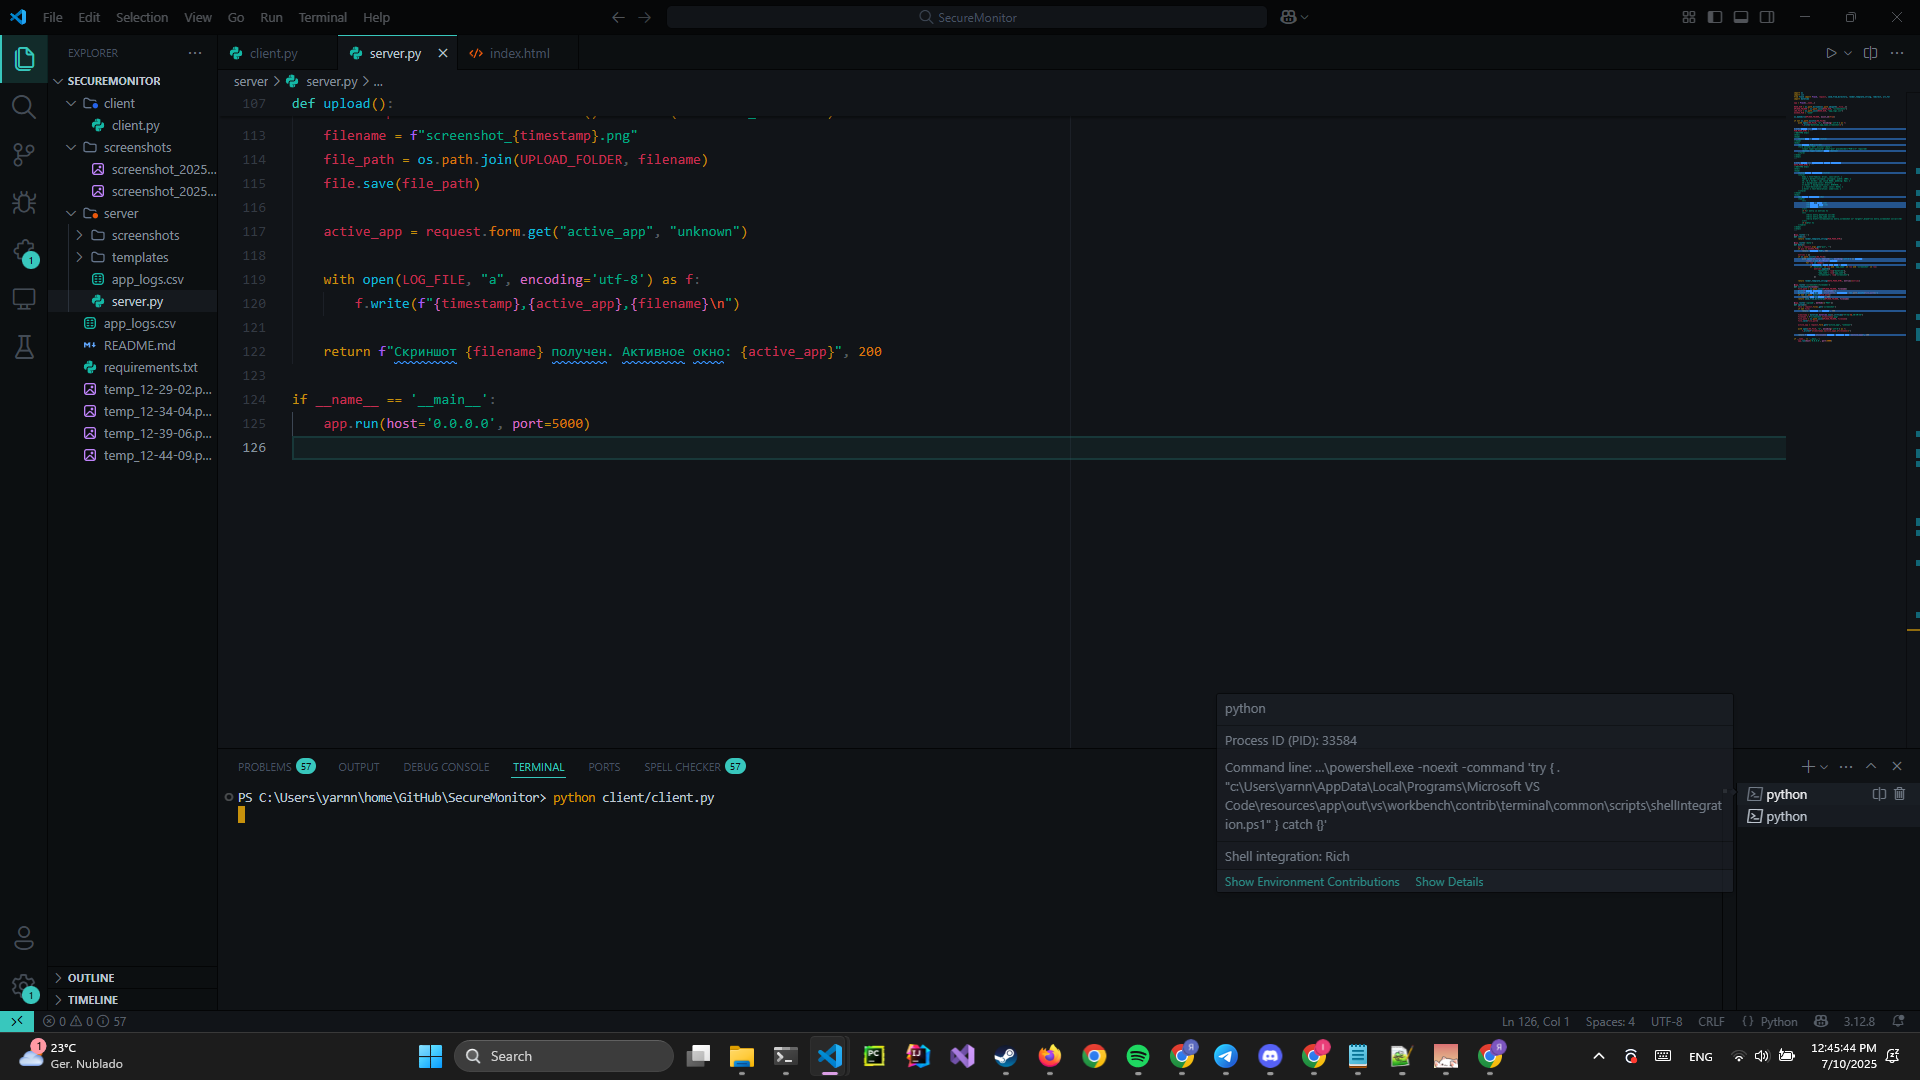 File Edit Selection View Go Run Terminal Help
SecureMonitor
EXPLORER
client.py
server.py
index.html
SECUREMONITOR
client
client.py
screenshots
screenshot_2025...
screenshot_2025...
server
screenshots
templates
app_logs.csv
server.py
app_logs.csv
README.md
requirements.txt
temp_12-29-02.p...
temp_12-34-04.p...
temp_12-39-06.p...
temp_12-44-09.p...
OUTLINE
TIMELINE
server > server.py > ...
107 def upload():
113 filename = f"screenshot_{timestamp}.png"
114 file_path = os.path.join(UPLOAD_FOLDER, filename)
115 file.save(file_path)
116
117 active_app = request.form.get("active_app", "unknown")
118
119 with open(LOG_FILE, "a", encoding='utf-8') as f:
120 f.write(f"{timestamp},{active_app},{filename}\n")
121
122 return f"Скриншот {filename} получен. Активное окно: {active_app}", 200
123
124 if __name__ == '__main__':
125 app.run(host='0.0.0.0', port=5000)
126
PROBLEMS 57 OUTPUT DEBUG CONSOLE TERMINAL PORTS SPELL CHECKER 57
PS C:\Users\yarnn\home\GitHub\SecureMonitor> python client/client.py
python
Process ID (PID): 33584
Command line: ...\powershell.exe -noexit -command 'try { .
"c:\Users\yarnn\AppData\Local\Programs\Microsoft VS
Code\resources\app\out\vs\workbench\contrib\terminal\common\scripts\shellIntegrat
ion.ps1" } catch {}'
Shell integration: Rich
Show Environment Contributions Show Details
python
python
0 0 57
Ln 126, Col 1 Spaces: 4 UTF-8 CRLF {} Python 3.12.8
1
23°C
Ger. Nublado
Search
ENG
12:45:44 PM
7/10/2025